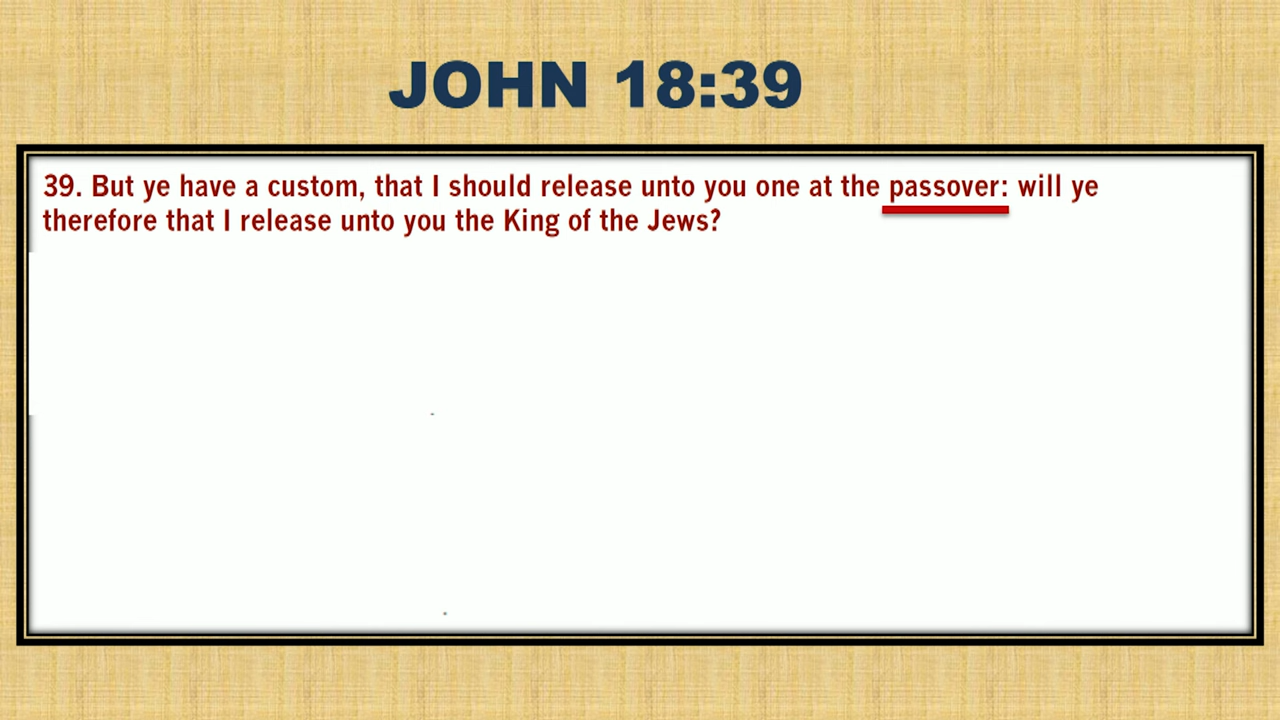 JOHN 18:39
39. But ye have a custom, that I should release unto you one at the passover: will ye
therefore that I release unto you the King of the Jews?